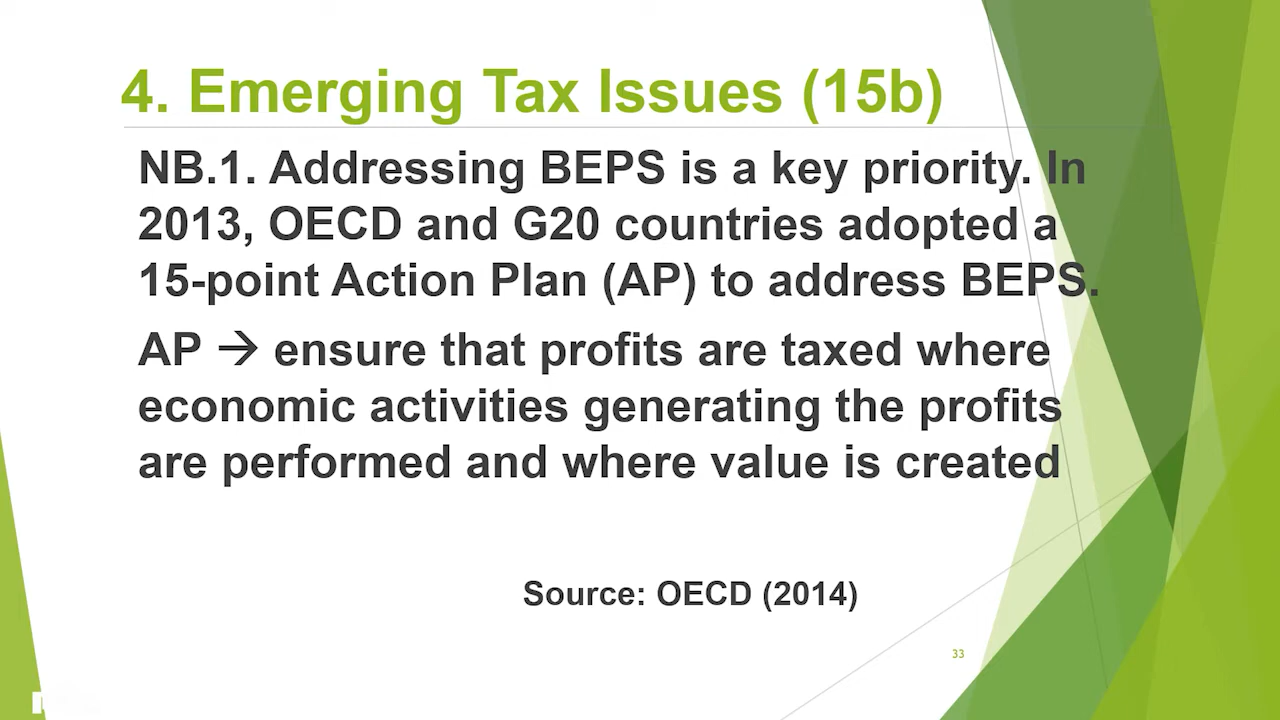 4. Emerging Tax Issues (15b)
NB.1. Addressing BEPS is a key priority. In
2013, OECD and G20 countries adopted a
15-point Action Plan (AP) to address BEPS.
AP → ensure that profits are taxed where
economic activities generating the profits
are performed and where value is created
Source: OECD (2014)
33